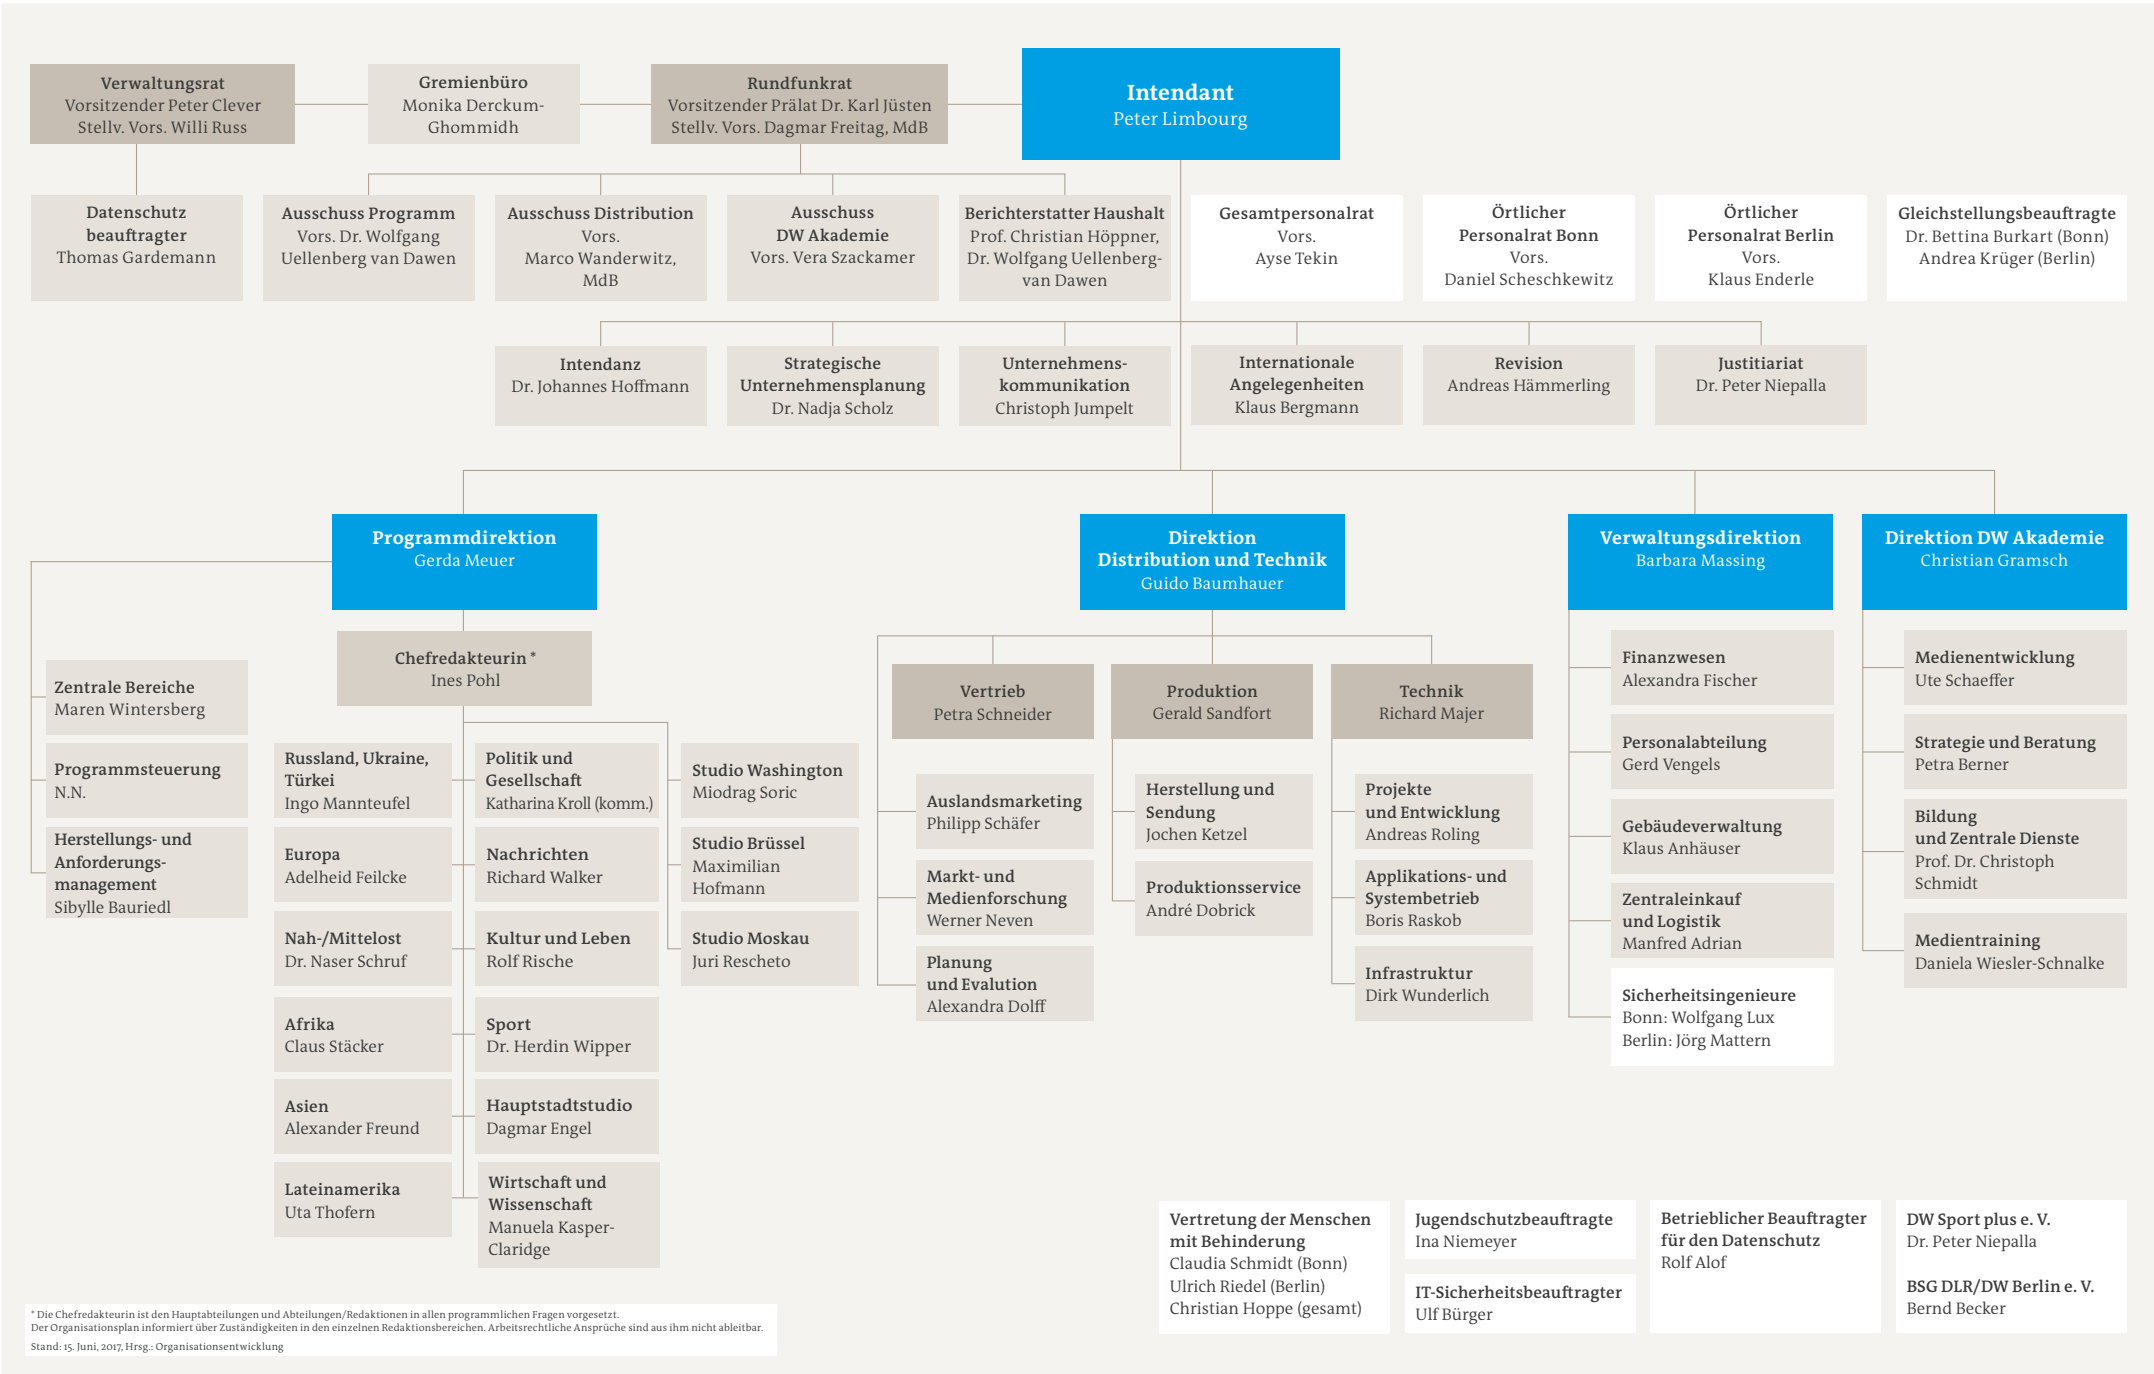 Verwaltungsrat
Vorsitzender Peter Clever
Stellv. Vors. Willi Russ
Gremienbüro
Monika Derckum-
Ghommidh
Rundfunkrat
Vorsitzender Prälat Dr. Karl Jüsten
Stellv. Vors. Dagmar Freitag, MdB
Intendant
Peter Limbourg
Datenschutz
beauftragter
Thomas Gardemann
Ausschuss Programm
Vors. Dr. Wolfgang
Uellenberg van Dawen
Ausschuss Distribution
Vors.
Marco Wanderwitz,
MdB
Ausschuss
DW Akademie
Vors. Vera Szackamer
Berichterstatter Haushalt
Prof. Christian Höppner,
Dr. Wolfgang Uellenberg-
van Dawen
Gesamtpersonalrat
Vors.
Ayse Tekin
Örtlicher
Personalrat Bonn
Vors.
Daniel Scheschkewitz
Örtlicher
Personalrat Berlin
Vors.
Klaus Enderle
Gleichstellungsbeauftragte
Dr. Bettina Burkart (Bonn)
Andrea Krüger (Berlin)
Intendanz
Dr. Johannes Hoffmann
Strategische
Unternehmensplanung
Dr. Nadja Scholz
Unternehmens-
kommunikation
Christoph Jumpelt
Internationale
Angelegenheiten
Klaus Bergmann
Revision
Andreas Hämmerling
Justitiariat
Dr. Peter Niepalla
Programmdirektion
Gerda Meuer
Direktion
Distribution und Technik
Guido Baumhauer
Verwaltungsdirektion
Barbara Massing
Direktion DW Akademie
Christian Gramsch
Chefredakteurin *
Ines Pohl
Zentrale Bereiche
Maren Wintersberg
Programmsteuerung
N.N.
Herstellungs- und
Anforderungs-
management
Sibylle Bauriedl
Russland, Ukraine,
Türkei
Ingo Mannteufel
Europa
Adelheid Feilcke
Nah-/Mittelost
Dr. Naser Schruf
Afrika
Claus Stäcker
Asien
Alexander Freund
Lateinamerika
Uta Thofern
Politik und
Gesellschaft
Katharina Kroll (komm.)
Nachrichten
Richard Walker
Kultur und Leben
Rolf Rische
Sport
Dr. Herdin Wipper
Hauptstadtstudio
Dagmar Engel
Wirtschaft und
Wissenschaft
Manuela Kasper-
Claridge
Studio Washington
Miodrag Soric
Studio Brüssel
Maximilian
Hofmann
Studio Moskau
Juri Rescheto
Vertrieb
Petra Schneider
Auslandsmarketing
Philipp Schäfer
Markt- und
Medienforschung
Werner Neven
Planung
und Evalution
Alexandra Dolff
Produktion
Gerald Sandfort
Herstellung und
Sendung
Jochen Ketzel
Produktionsservice
André Dobrick
Technik
Richard Majer
Projekte
und Entwicklung
Andreas Roling
Applikations- und
Systembetrieb
Boris Raskob
Infrastruktur
Dirk Wunderlich
Finanzwesen
Alexandra Fischer
Personalabteilung
Gerd Vengels
Gebäudeverwaltung
Klaus Anhäuser
Zentraleinkauf
und Logistik
Manfred Adrian
Sicherheitsingenieure
Bonn: Wolfgang Lux
Berlin: Jörg Mattern
Medienentwicklung
Ute Schaeffer
Strategie und Beratung
Petra Berner
Bildung
und Zentrale Dienste
Prof. Dr. Christoph
Schmidt
Medientraining
Daniela Wiesler-Schnalke
Vertretung der Menschen
mit Behinderung
Claudia Schmidt (Bonn)
Ulrich Riedel (Berlin)
Christian Hoppe (gesamt)
Jugendschutzbeauftragte
Ina Niemeyer
IT-Sicherheitsbeauftragter
Ulf Bürger
Betrieblicher Beauftragter
für den Datenschutz
Rolf Alof
DW Sport plus e. V.
Dr. Peter Niepalla
BSG DLR/DW Berlin e. V.
Bernd Becker
* Die Chefredakteurin ist den Hauptabteilungen und Abteilungen/Redaktionen in allen programmlichen Fragen vorgesetzt.
Der Organisationsplan informiert über Zuständigkeiten in den einzelnen Redaktionsbereichen. Arbeitsrechtliche Ansprüche sind aus ihm nicht ableitbar.
Stand: 15. Juni, 2017, Hrsg.: Organisationsentwicklung